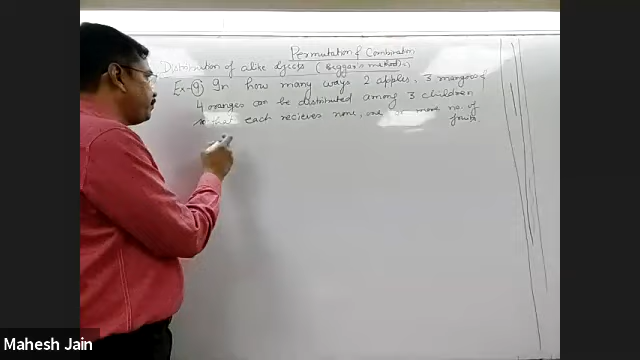 Permutation & Combination
Distribution of alike objects (Beggar's method):
Ex-9 In how many ways 2 apples, 3 mangoes &
4 oranges can be distributed among 3 children
so that each recieves none, one or more no. of
fruits.
Mahesh Jain